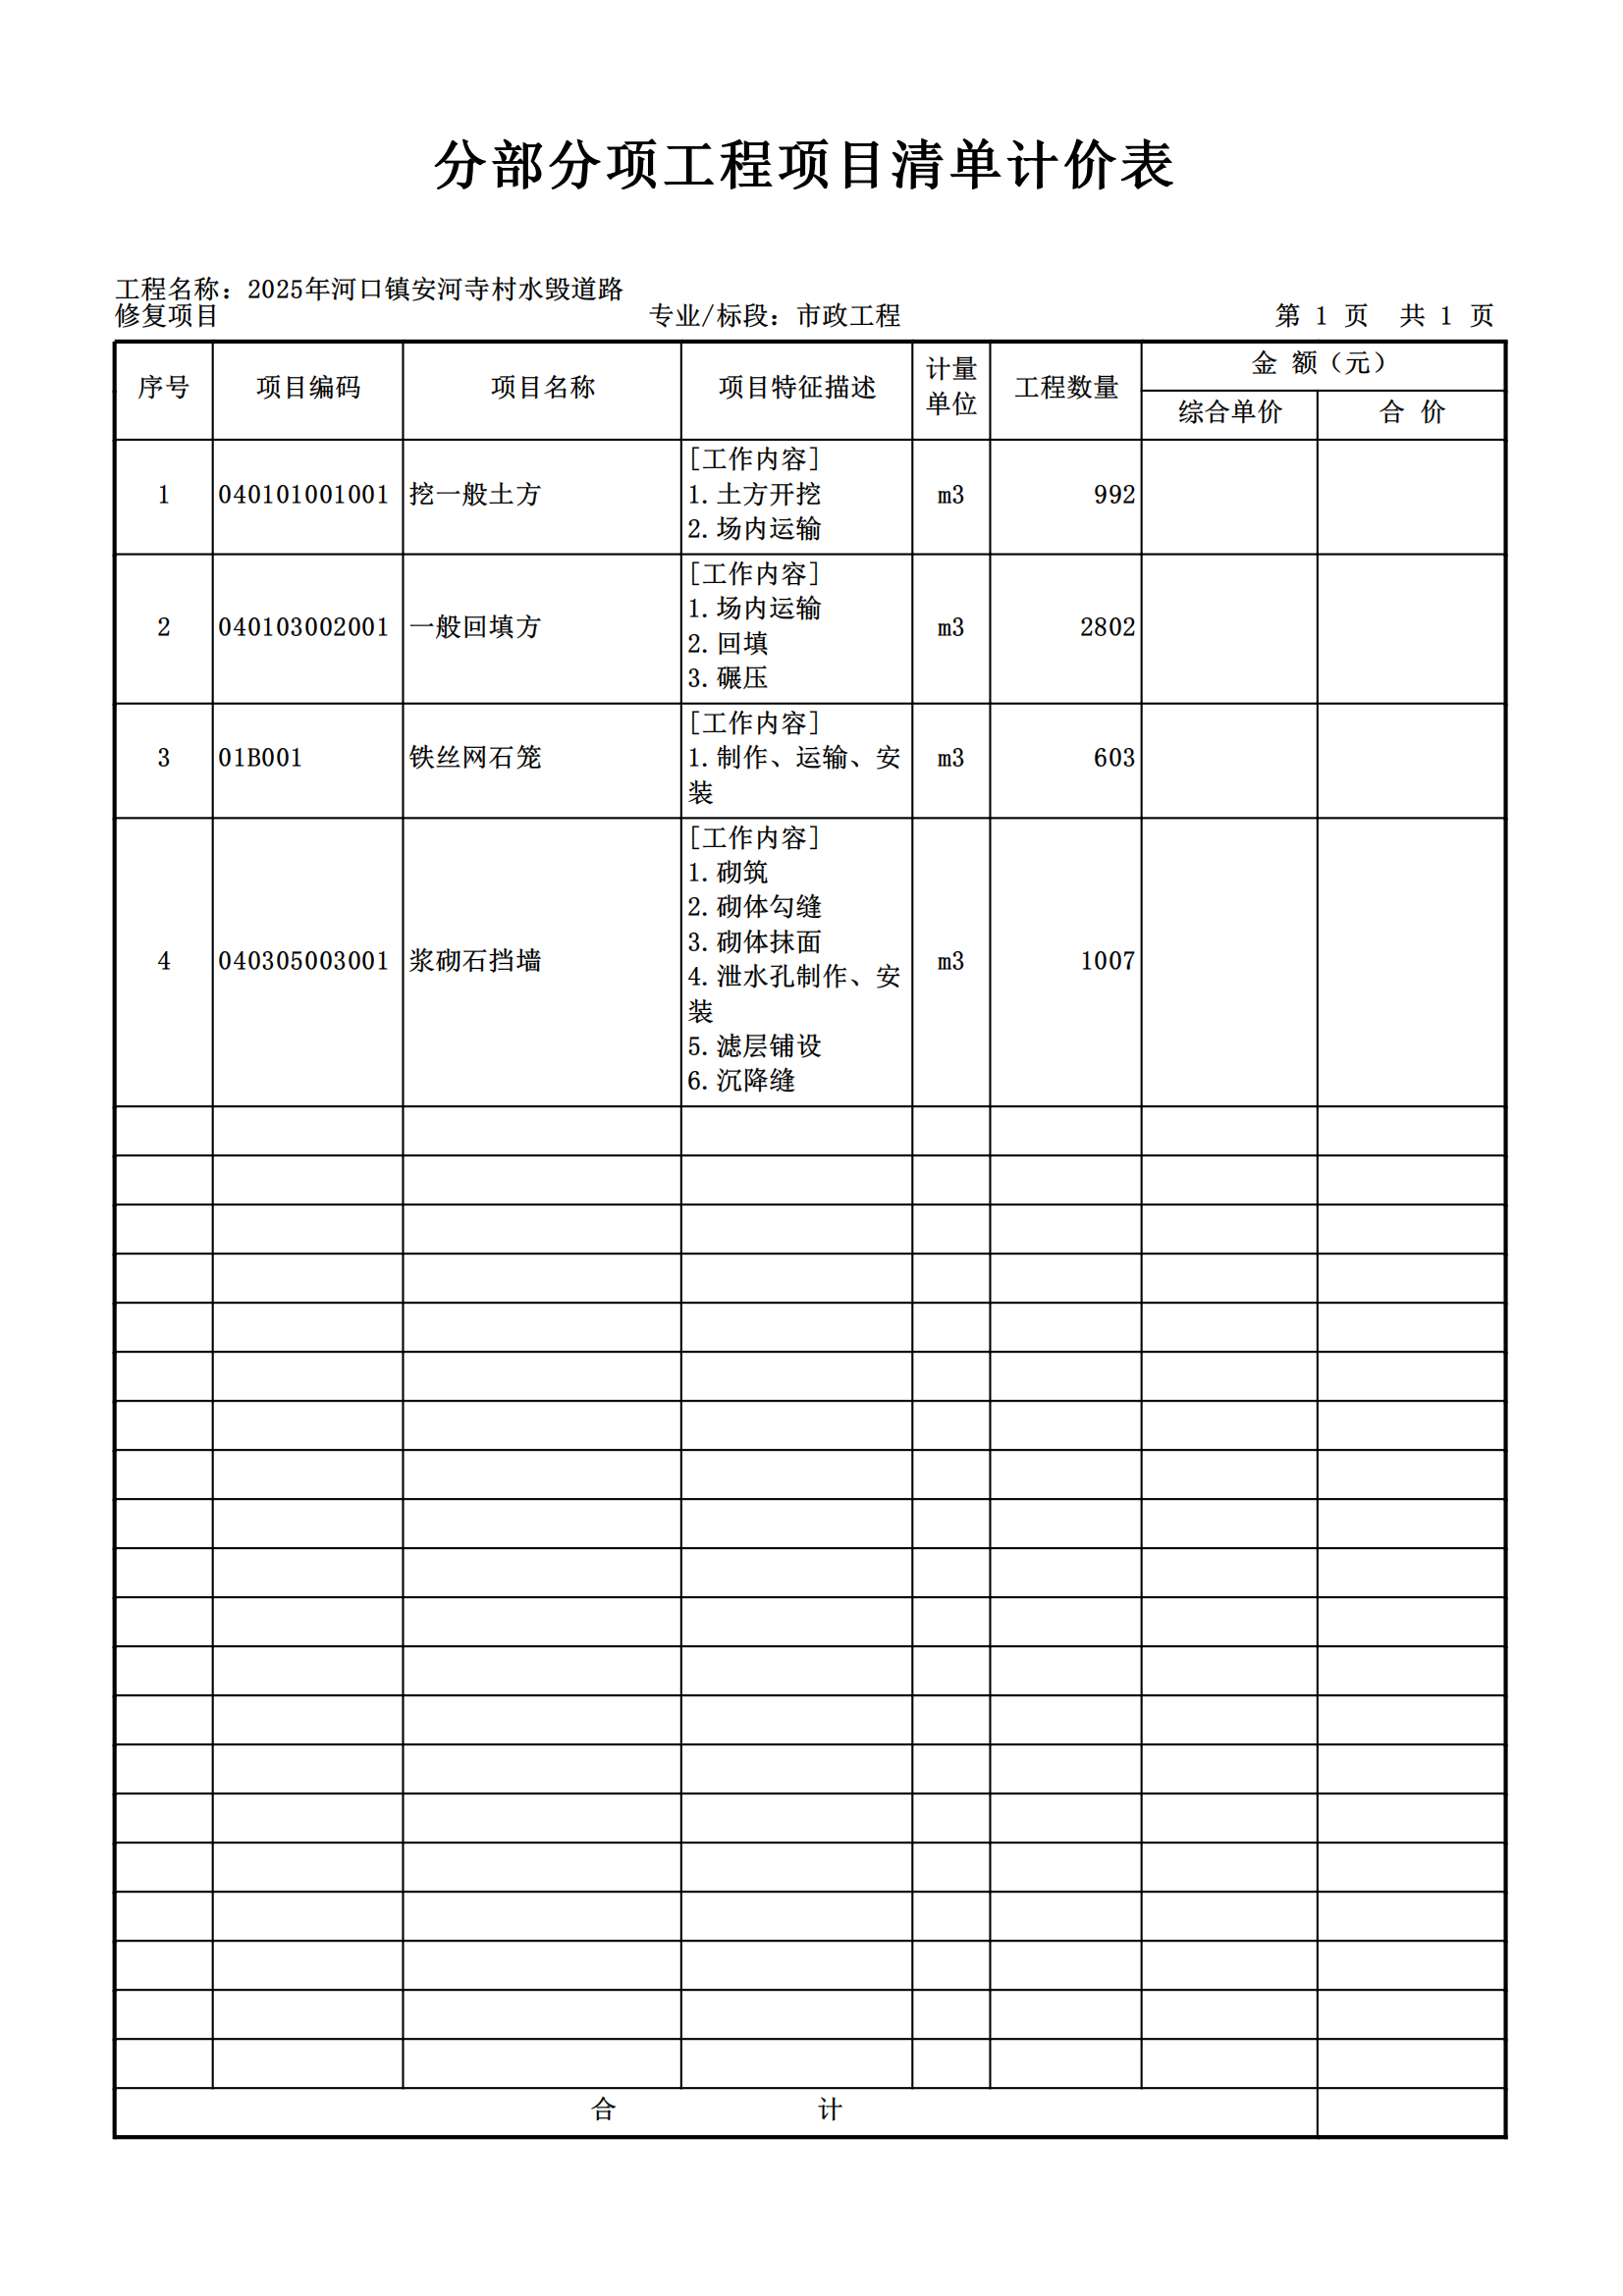 分部分项工程项目清单计价表
工程名称：2025年河口镇安河寺村水毁道路
修复项目
专业/标段：市政工程
第 1 页 共 1 页
序号
项目编码
项目名称
项目特征描述
计量
单位
工程数量
金 额（元）
综合单价
合 价
1
040101001001
挖一般土方
[工作内容]
1.土方开挖
2.场内运输
m3
992
2
040103002001
一般回填方
[工作内容]
1.场内运输
2.回填
3.碾压
m3
2802
3
01B001
铁丝网石笼
[工作内容]
1.制作、运输、安
装
m3
603
4
040305003001
浆砌石挡墙
[工作内容]
1.砌筑
2.砌体勾缝
3.砌体抹面
4.泄水孔制作、安
装
5.滤层铺设
6.沉降缝
m3
1007
合 计